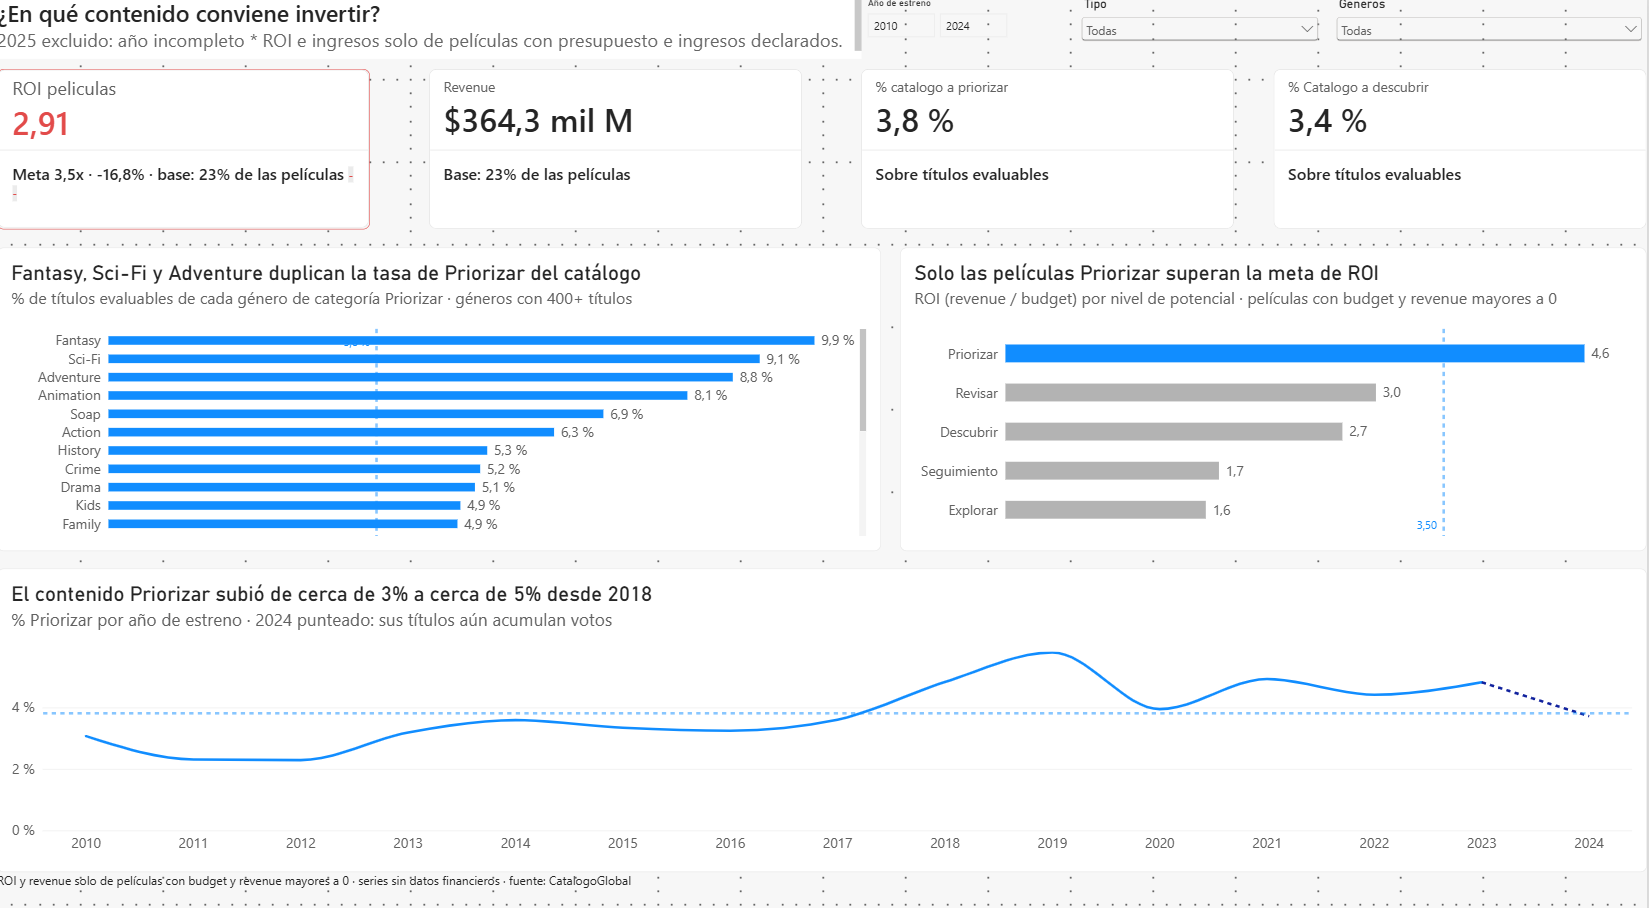 ¿En qué contenido conviene invertir?
2025 excluido: año incompleto * ROI e ingresos solo de películas con presupuesto e ingresos declarados.
Año de estreno
2010
2024
Tipo
Todas
Géneros
Todas
ROI peliculas
2,91
Meta 3,5x · -16,8% · base: 23% de las películas -
-
Revenue
$364,3 mil M
Base: 23% de las películas
% catalogo a priorizar
3,8 %
Sobre títulos evaluables
% Catalogo a descubrir
3,4 %
Sobre títulos evaluables
Fantasy, Sci-Fi y Adventure duplican la tasa de Priorizar del catálogo
% de títulos evaluables de cada género de categoría Priorizar · géneros con 400+ títulos
Fantasy 9,9 %
Sci-Fi 9,1 %
Adventure 8,8 %
Animation 8,1 %
Soap 6,9 %
Action 6,3 %
History 5,3 %
Crime 5,2 %
Drama 5,1 %
Kids 4,9 %
Family 4,9 %
Solo las películas Priorizar superan la meta de ROI
ROI (revenue / budget) por nivel de potencial · películas con budget y revenue mayores a 0
Priorizar 4,6
Revisar 3,0
Descubrir 2,7
Seguimiento 1,7
Explorar 1,6
3,50
El contenido Priorizar subió de cerca de 3% a cerca de 5% desde 2018
% Priorizar por año de estreno · 2024 punteado: sus títulos aún acumulan votos
4 %
2 %
0 %
2010 2011 2012 2013 2014 2015 2016 2017 2018 2019 2020 2021 2022 2023 2024
ROI y revenue solo de películas con budget y revenue mayores a 0 · series sin datos financieros · fuente: CatalogoGlobal